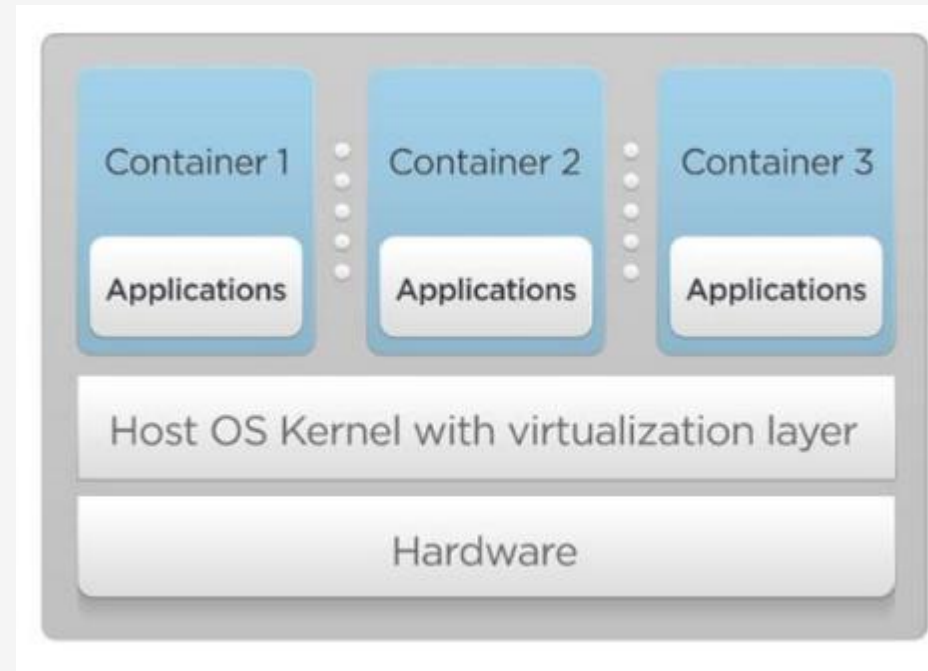 Container 1
Container 2
Container 3
Applications
Applications
Applications
Host OS Kernel with virtualization layer
Hardware